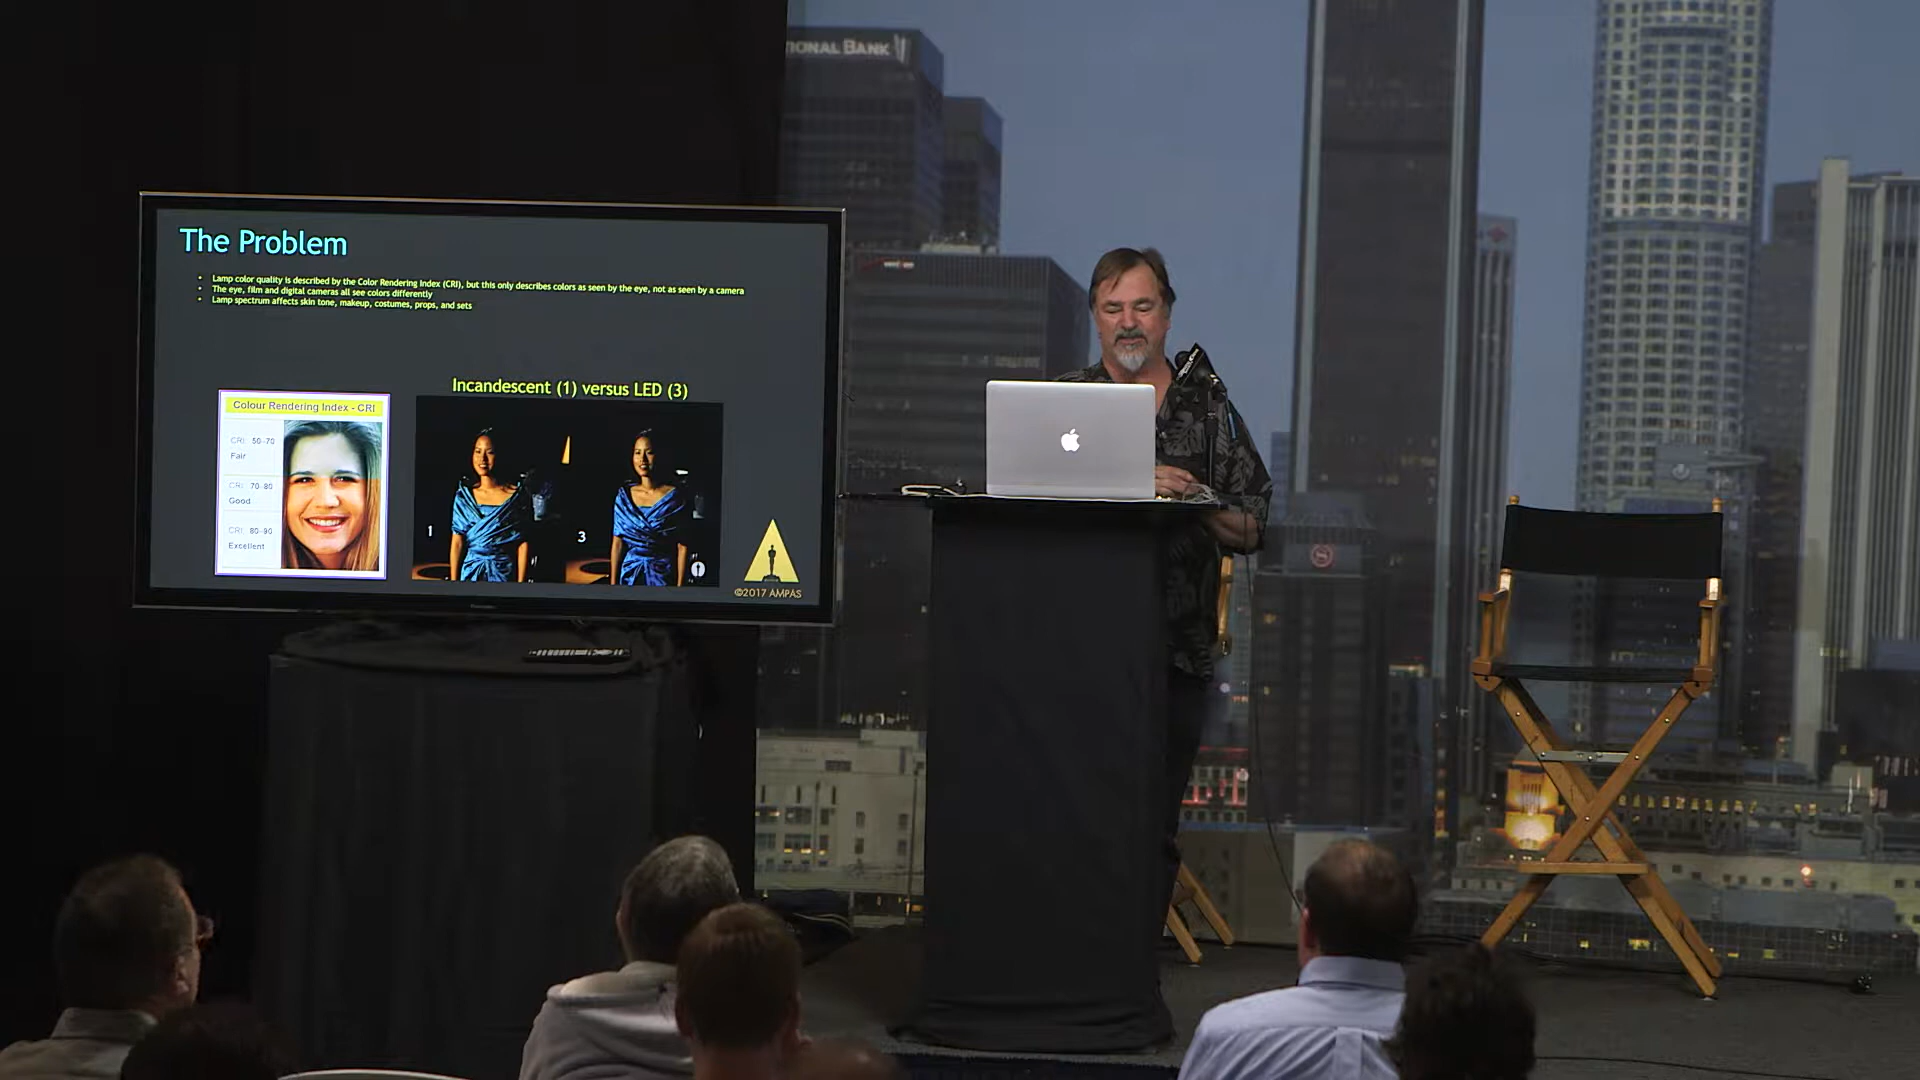 TIONAL BANK
verizon
The Problem
• Lamp color quality is described by the Color Rendering Index (CRI), but this only describes colors as seen by the eye, not as seen by a camera
• The eye, film and digital cameras all see colors differently
• Lamp spectrum affects skin tone, makeup, costumes, props, and sets
Incandescent (1) versus LED (3)
Colour Rendering Index - CRI
CRI: 50-70
Fair
CRI: 70-80
Good
CRI: 80-90
Excellent
1
3
©2017 AMPAS